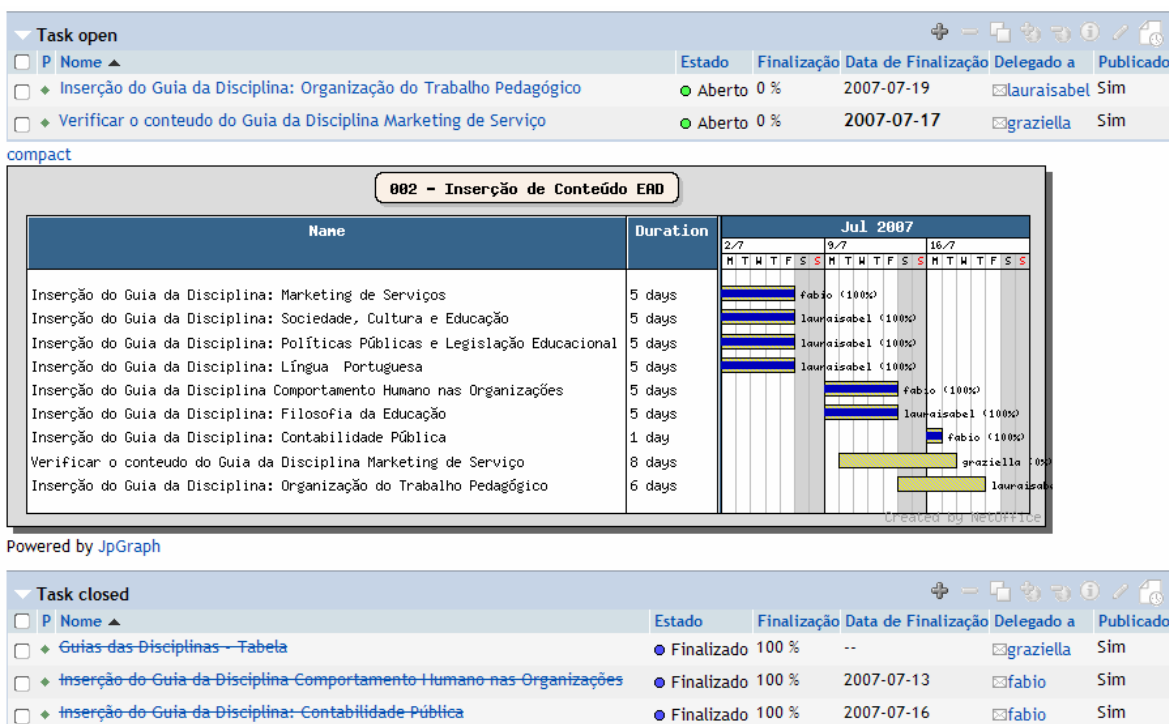 Task open
P Nome Estado Finalização Data de Finalização Delegado a Publicado
Inserção do Guia da Disciplina: Organização do Trabalho Pedagógico Aberto 0 % 2007-07-19 lauraisabel Sim
Verificar o conteudo do Guia da Disciplina Marketing de Serviço Aberto 0 % 2007-07-17 graziella Sim
compact
002 - Inserção de Conteúdo EAD
Name Duration Jul 2007
2/7 9/7 16/7
M T W T F S S M T W T F S S M T W T F S S
Inserção do Guia da Disciplina: Marketing de Serviços 5 days fabio (100%)
Inserção do Guia da Disciplina: Sociedade, Cultura e Educação 5 days lauraisabel (100%)
Inserção do Guia da Disciplina: Políticas Públicas e Legislação Educacional 5 days lauraisabel (100%)
Inserção do Guia da Disciplina: Língua Portuguesa 5 days lauraisabel (100%)
Inserção do Guia da Disciplina Comportamento Humano nas Organizações 5 days fabio (100%)
Inserção do Guia da Disciplina: Filosofia da Educação 5 days lauraisabel (100%)
Inserção do Guia da Disciplina: Contabilidade Pública 1 day fabio (100%)
Verificar o conteudo do Guia da Disciplina Marketing de Serviço 8 days graziella (0%)
Inserção do Guia da Disciplina: Organização do Trabalho Pedagógico 6 days lauraisab
Created by NetOffice
Powered by JpGraph
Task closed
P Nome Estado Finalização Data de Finalização Delegado a Publicado
Guias das Disciplinas - Tabela Finalizado 100 % -- graziella Sim
Inserção do Guia da Disciplina Comportamento Humano nas Organizações Finalizado 100 % 2007-07-13 fabio Sim
Inserção do Guia da Disciplina: Contabilidade Pública Finalizado 100 % 2007-07-16 fabio Sim